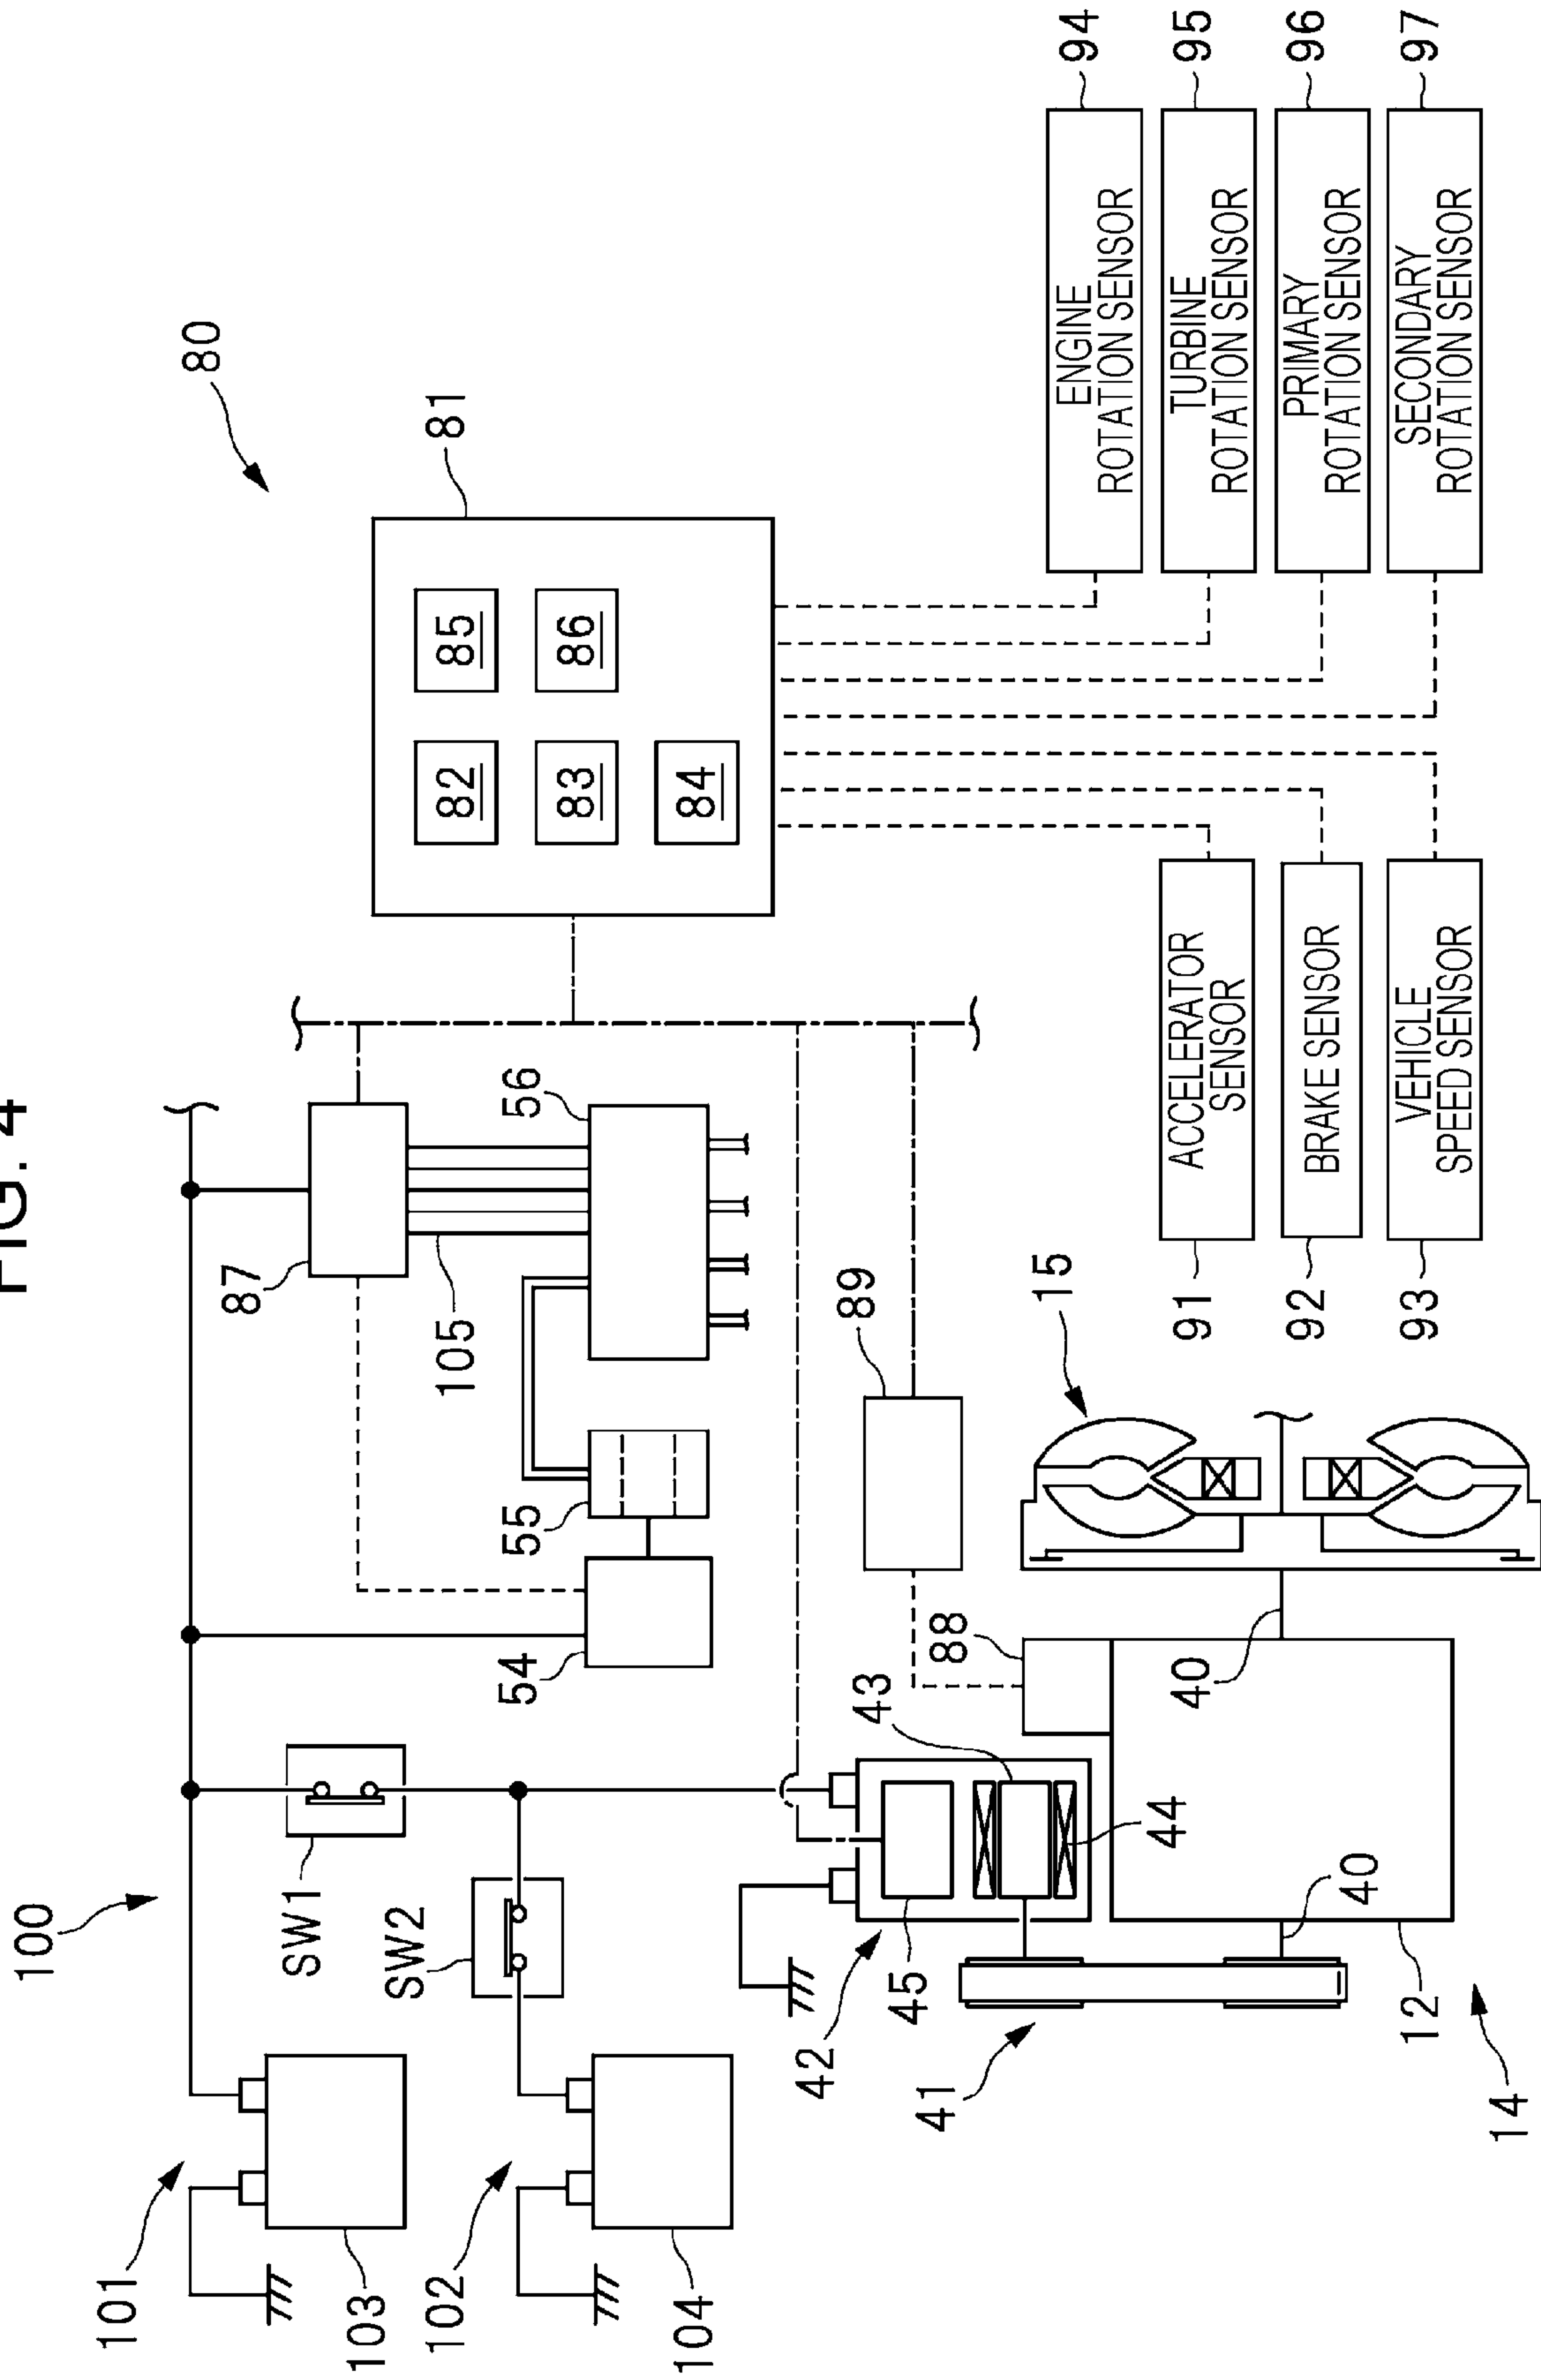 FIG. 4
80
100
101
103
SW1
87
81
85
82
86
83
84
105
56
102
104
SW2
54
55
89
42
45
43
88
44
41
40
40
12
14
15
91
ACCELERATOR
SENSOR
92
BRAKE SENSOR
93
VEHICLE
SPEED SENSOR
ENGINE
ROTATION SENSOR
94
TURBINE
ROTATION SENSOR
95
PRIMARY
ROTATION SENSOR
96
SECONDARY
ROTATION SENSOR
97